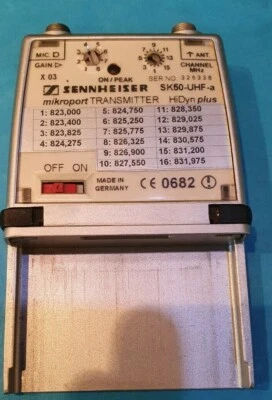 MIC. ANT.
GAIN CHANNEL
MHz
X 03 ON / PEAK SER NO. 326338
SENNHEISER SK50-UHF-a
mikroport TRANSMITTER HiDyn plus
1: 823,000 5: 824,750 11: 828,350
2: 823,400 6: 825,250 12: 829,025
3: 823,825 7: 825,775 13: 829,875
4: 824,275 8: 826,325 14: 830,575
9: 826,900 15: 831,200
10: 827,550 16: 831,975
OFF ON
MADE IN
GERMANY CE 0682 !